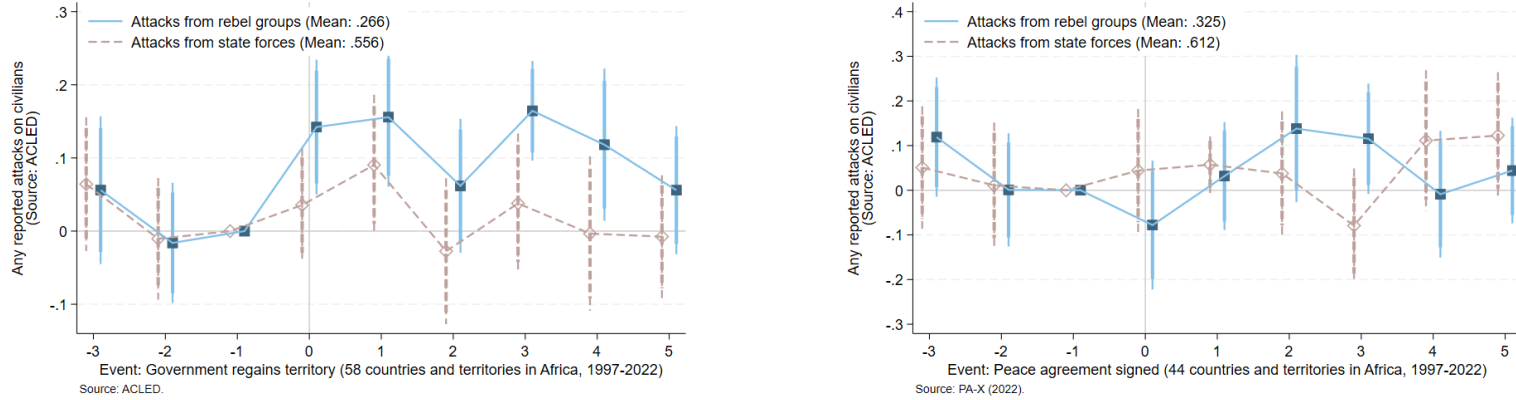 Any reported attacks on civilians
(Source: ACLED)
.3
.2
.1
0
-.1
Attacks from rebel groups (Mean: .266)
Attacks from state forces (Mean: .556)
-3 -2 -1 0 1 2 3 4 5
Event: Government regains territory (58 countries and territories in Africa, 1997-2022)
Source: ACLED.
Any reported attacks on civilians
(Source: ACLED)
.4
.3
.2
.1
0
-.1
-.2
-.3
Attacks from rebel groups (Mean: .325)
Attacks from state forces (Mean: .612)
-3 -2 -1 0 1 2 3 4 5
Event: Peace agreement signed (44 countries and territories in Africa, 1997-2022)
Source: PA-X (2022).